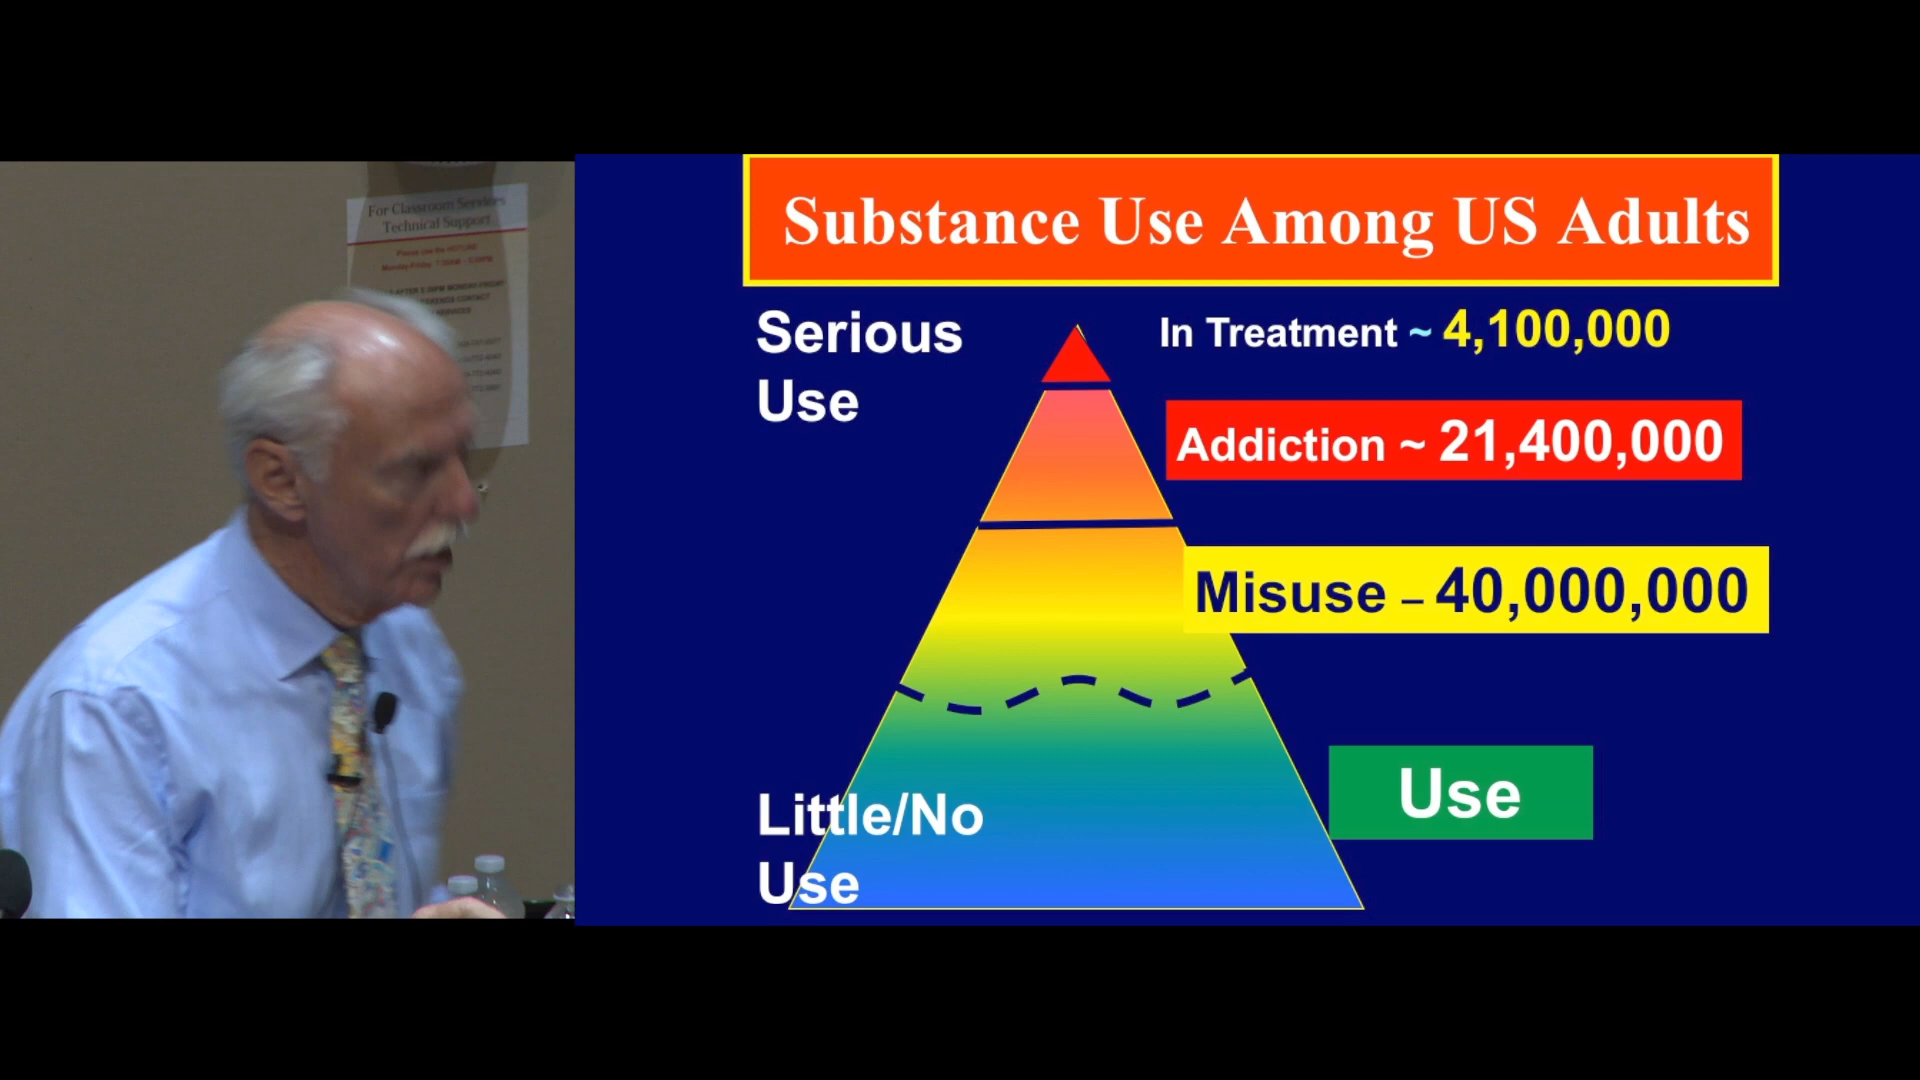 For Classroom Services
Technical Support
Substance Use Among US Adults
Serious
Use
In Treatment ~ 4,100,000
Addiction ~ 21,400,000
Misuse – 40,000,000
Use
Little/No
Use